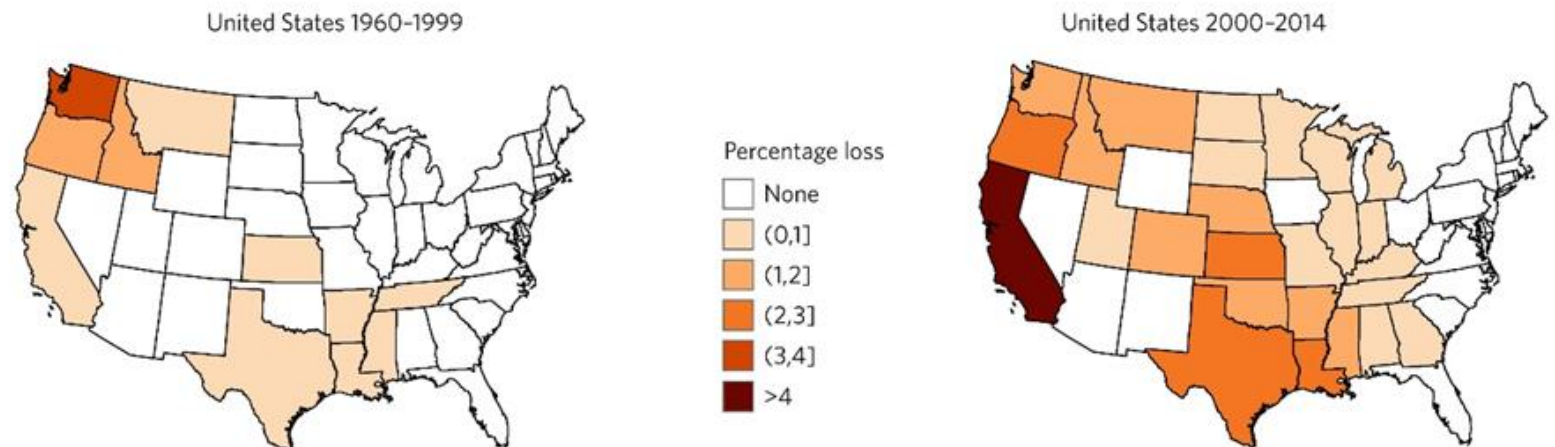 United States 1960–1999
United States 2000–2014
Percentage loss
None
(0,1]
(1,2]
(2,3]
(3,4]
>4